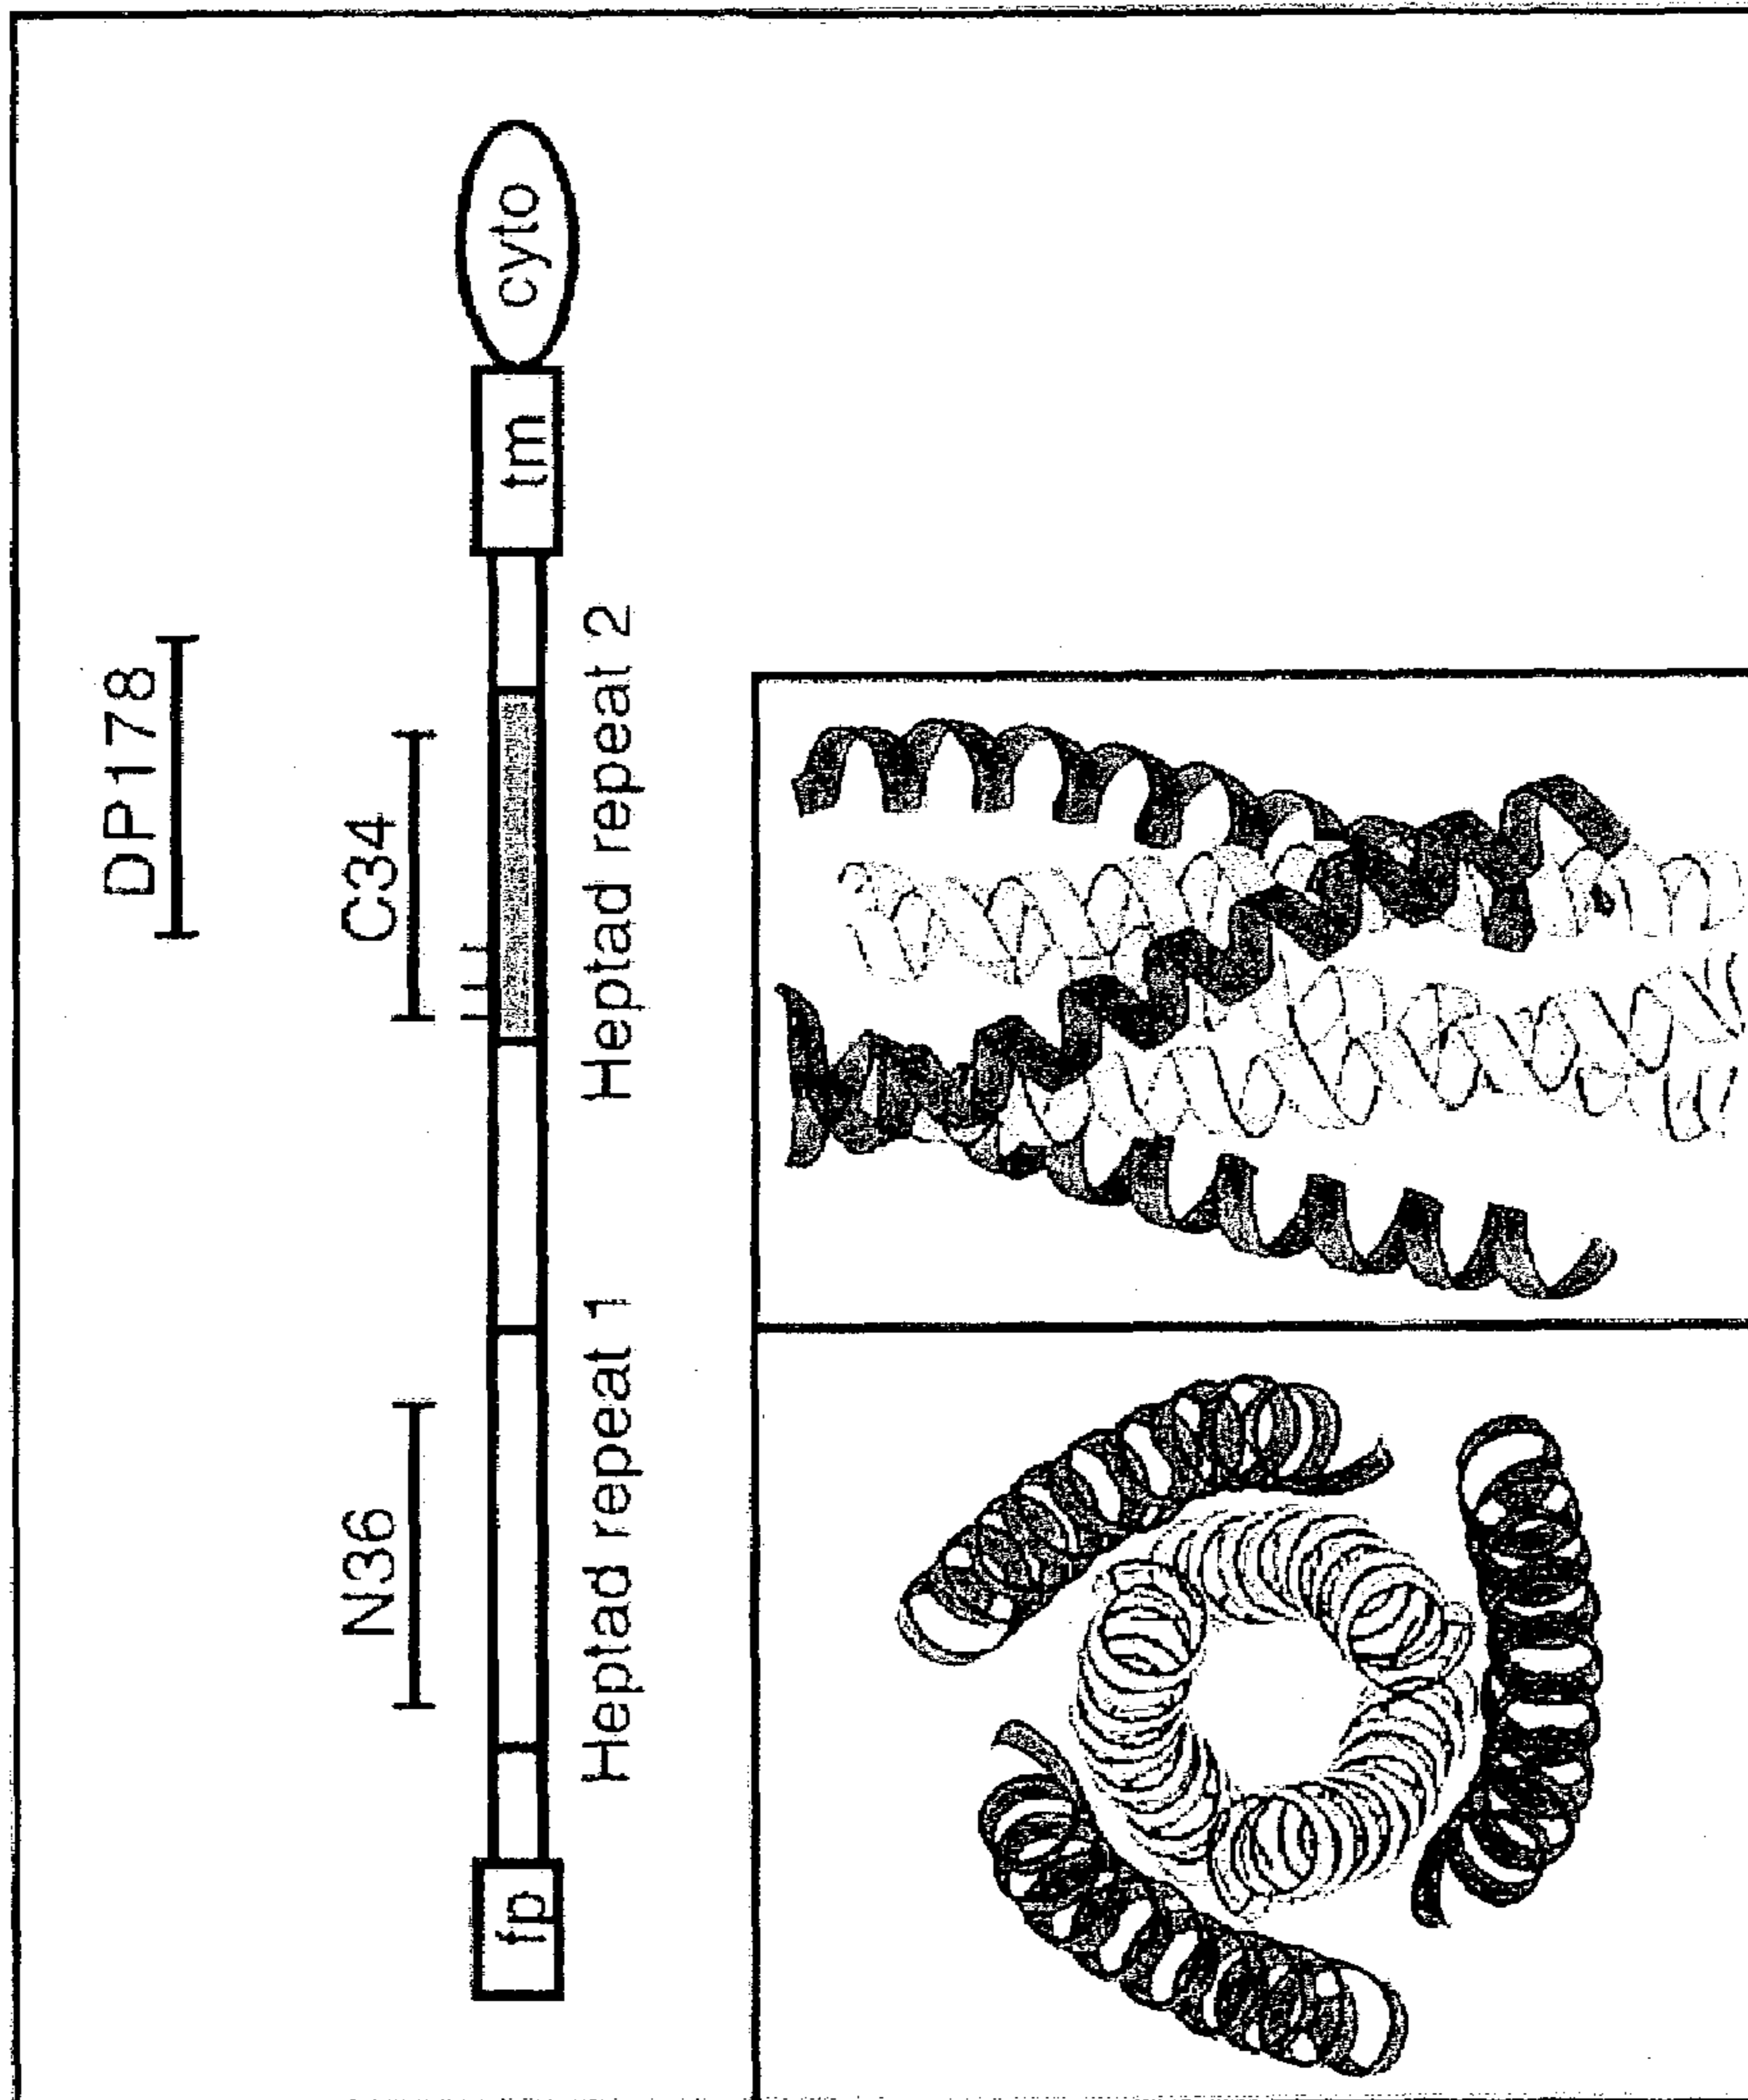 DP178
N36
C34
fp
tm
cyto
Heptad repeat 1
Heptad repeat 2